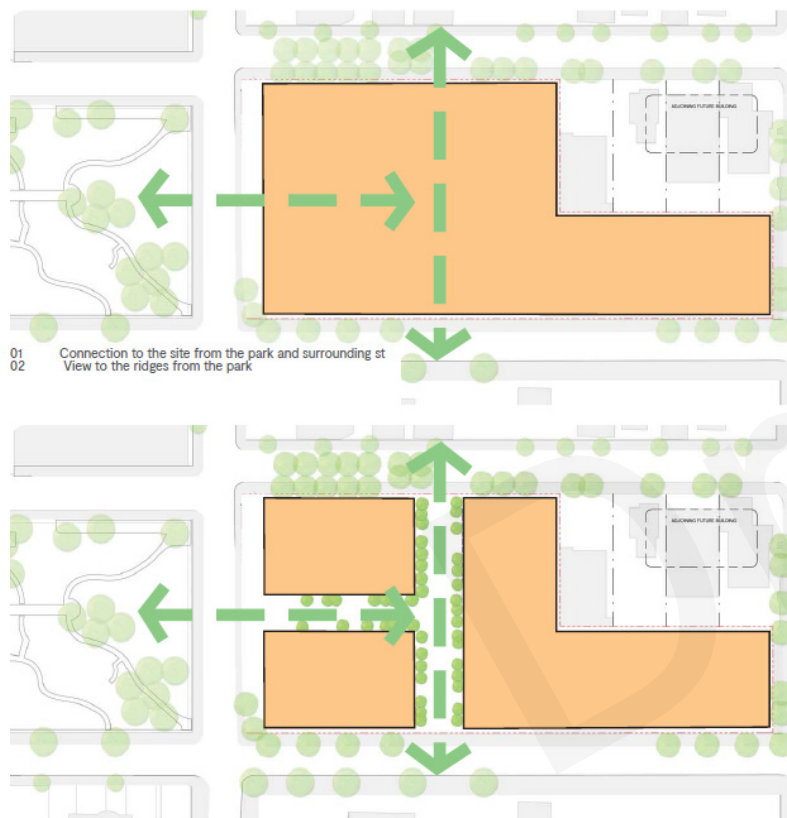 ADJOINING FUTURE BUILDING
01 Connection to the site from the park and surrounding st
02 View to the ridges from the park
ADJOINING FUTURE BUILDING